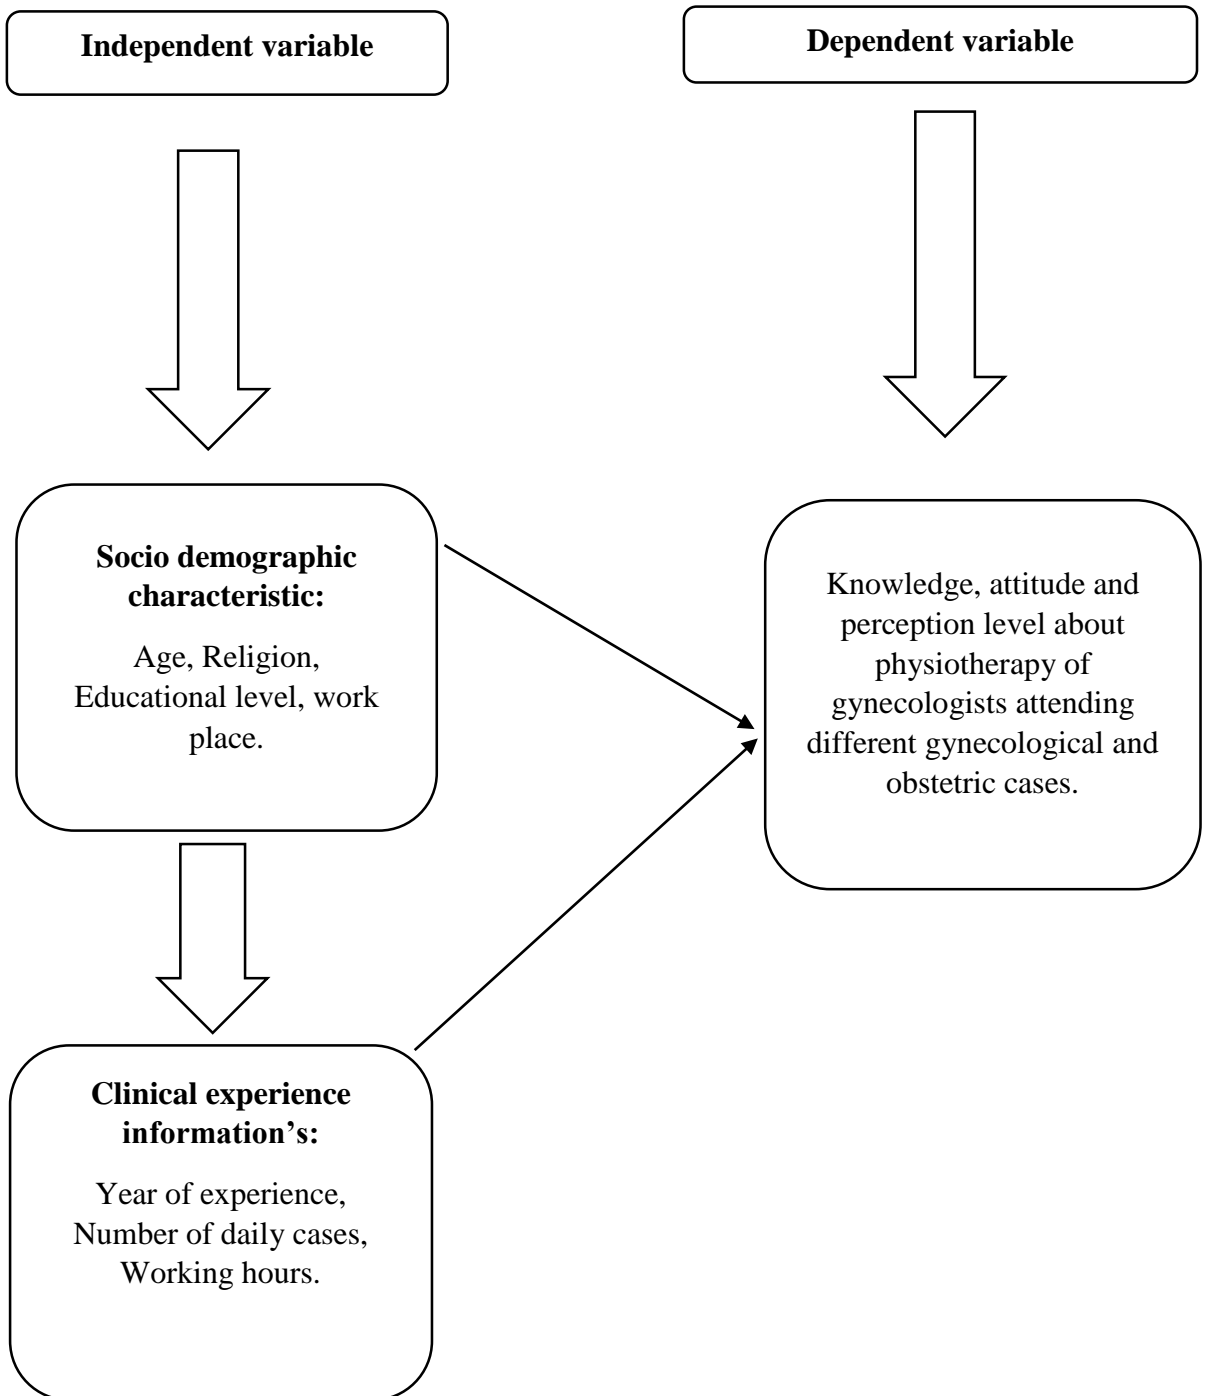 Independent variable
Dependent variable
Socio demographic
characteristic:
Age, Religion,
Educational level, work
place.
Knowledge, attitude and
perception level about
physiotherapy of
gynecologists attending
different gynecological and
obstetric cases.
Clinical experience
information’s:
Year of experience,
Number of daily cases,
Working hours.